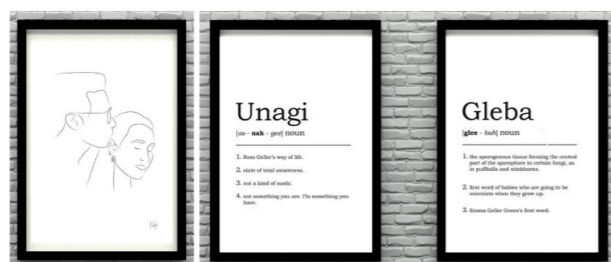 Unagi
[oo - nah - gee] noun
1. Ross Geller's way of life.
2. state of total awareness.
3. not a kind of sushi.
4. not something you are. I'ts something you
have.
Gleba
[glee - buh] noun
1. the sporogenous tissue forming the central
part of the sporophore in certain fungi, as
in puffballs and stinkhorns.
2. first word of babies who are going to be
scientists when they grow up.
3. Emma Geller Green's first word.